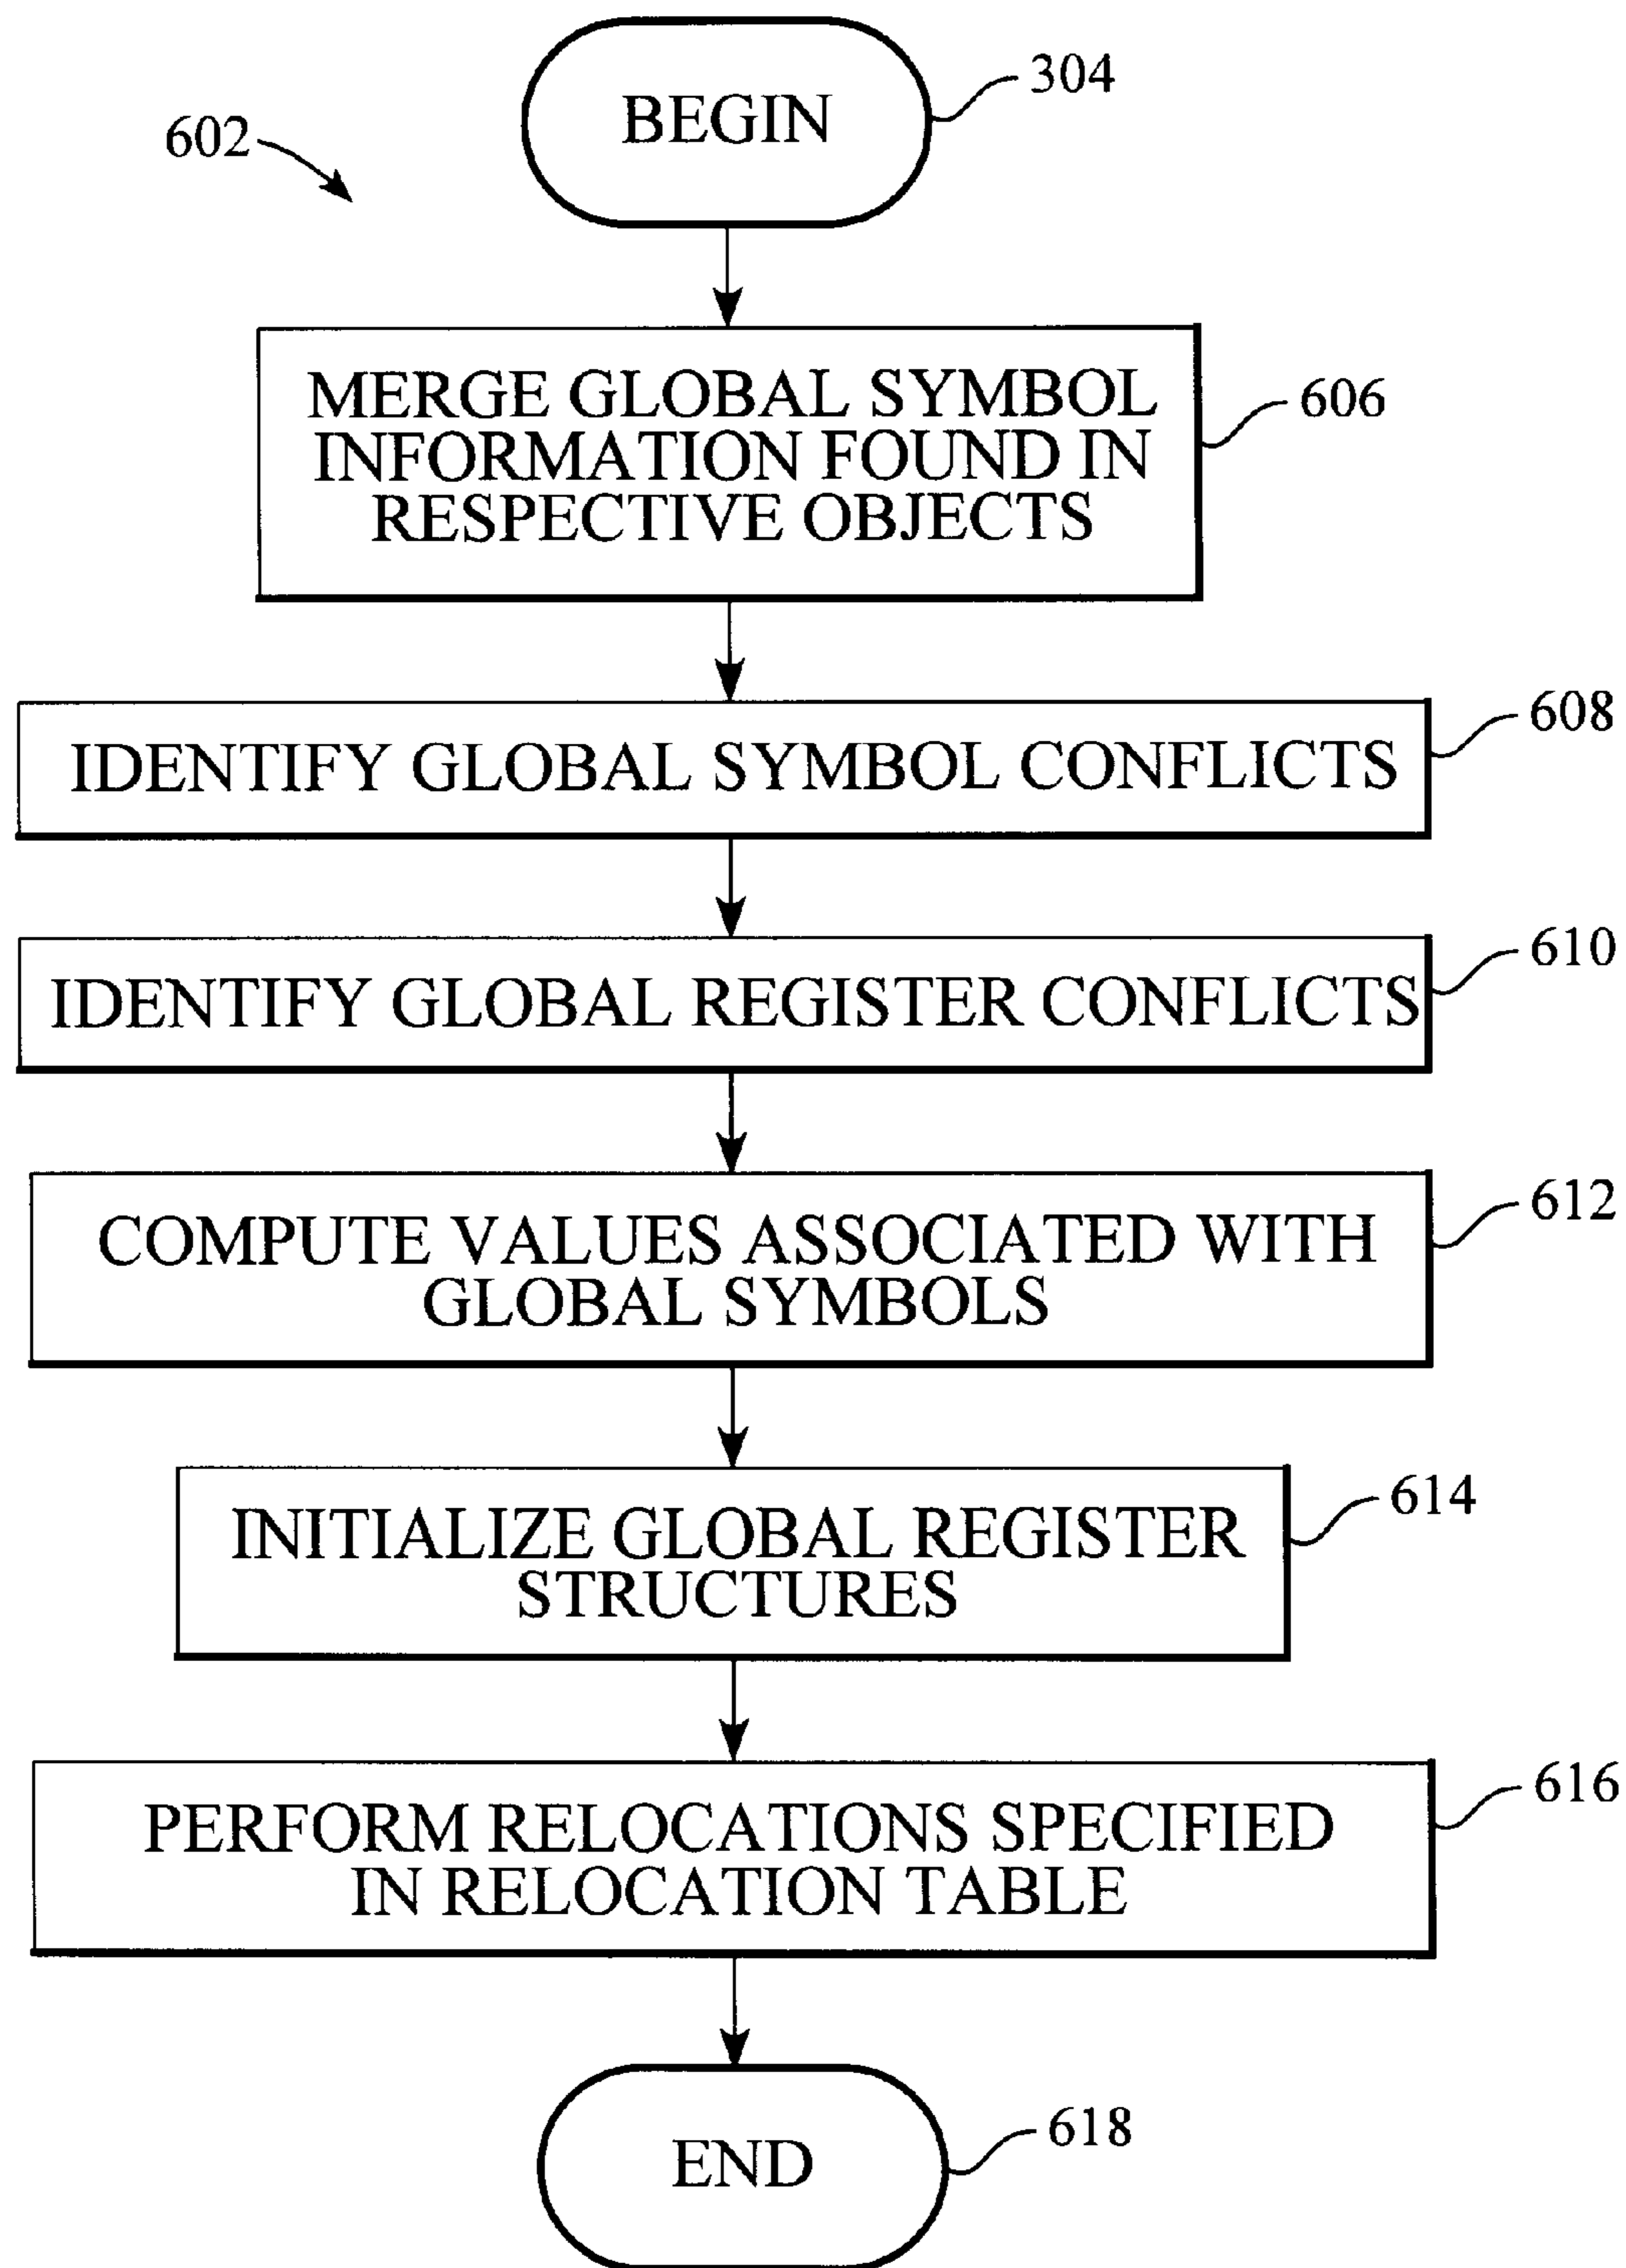 304
BEGIN
602
MERGE GLOBAL SYMBOL
INFORMATION FOUND IN
RESPECTIVE OBJECTS
606
IDENTIFY GLOBAL SYMBOL CONFLICTS
608
IDENTIFY GLOBAL REGISTER CONFLICTS
610
COMPUTE VALUES ASSOCIATED WITH
GLOBAL SYMBOLS
612
INITIALIZE GLOBAL REGISTER
STRUCTURES
614
PERFORM RELOCATIONS SPECIFIED
IN RELOCATION TABLE
616
END
618